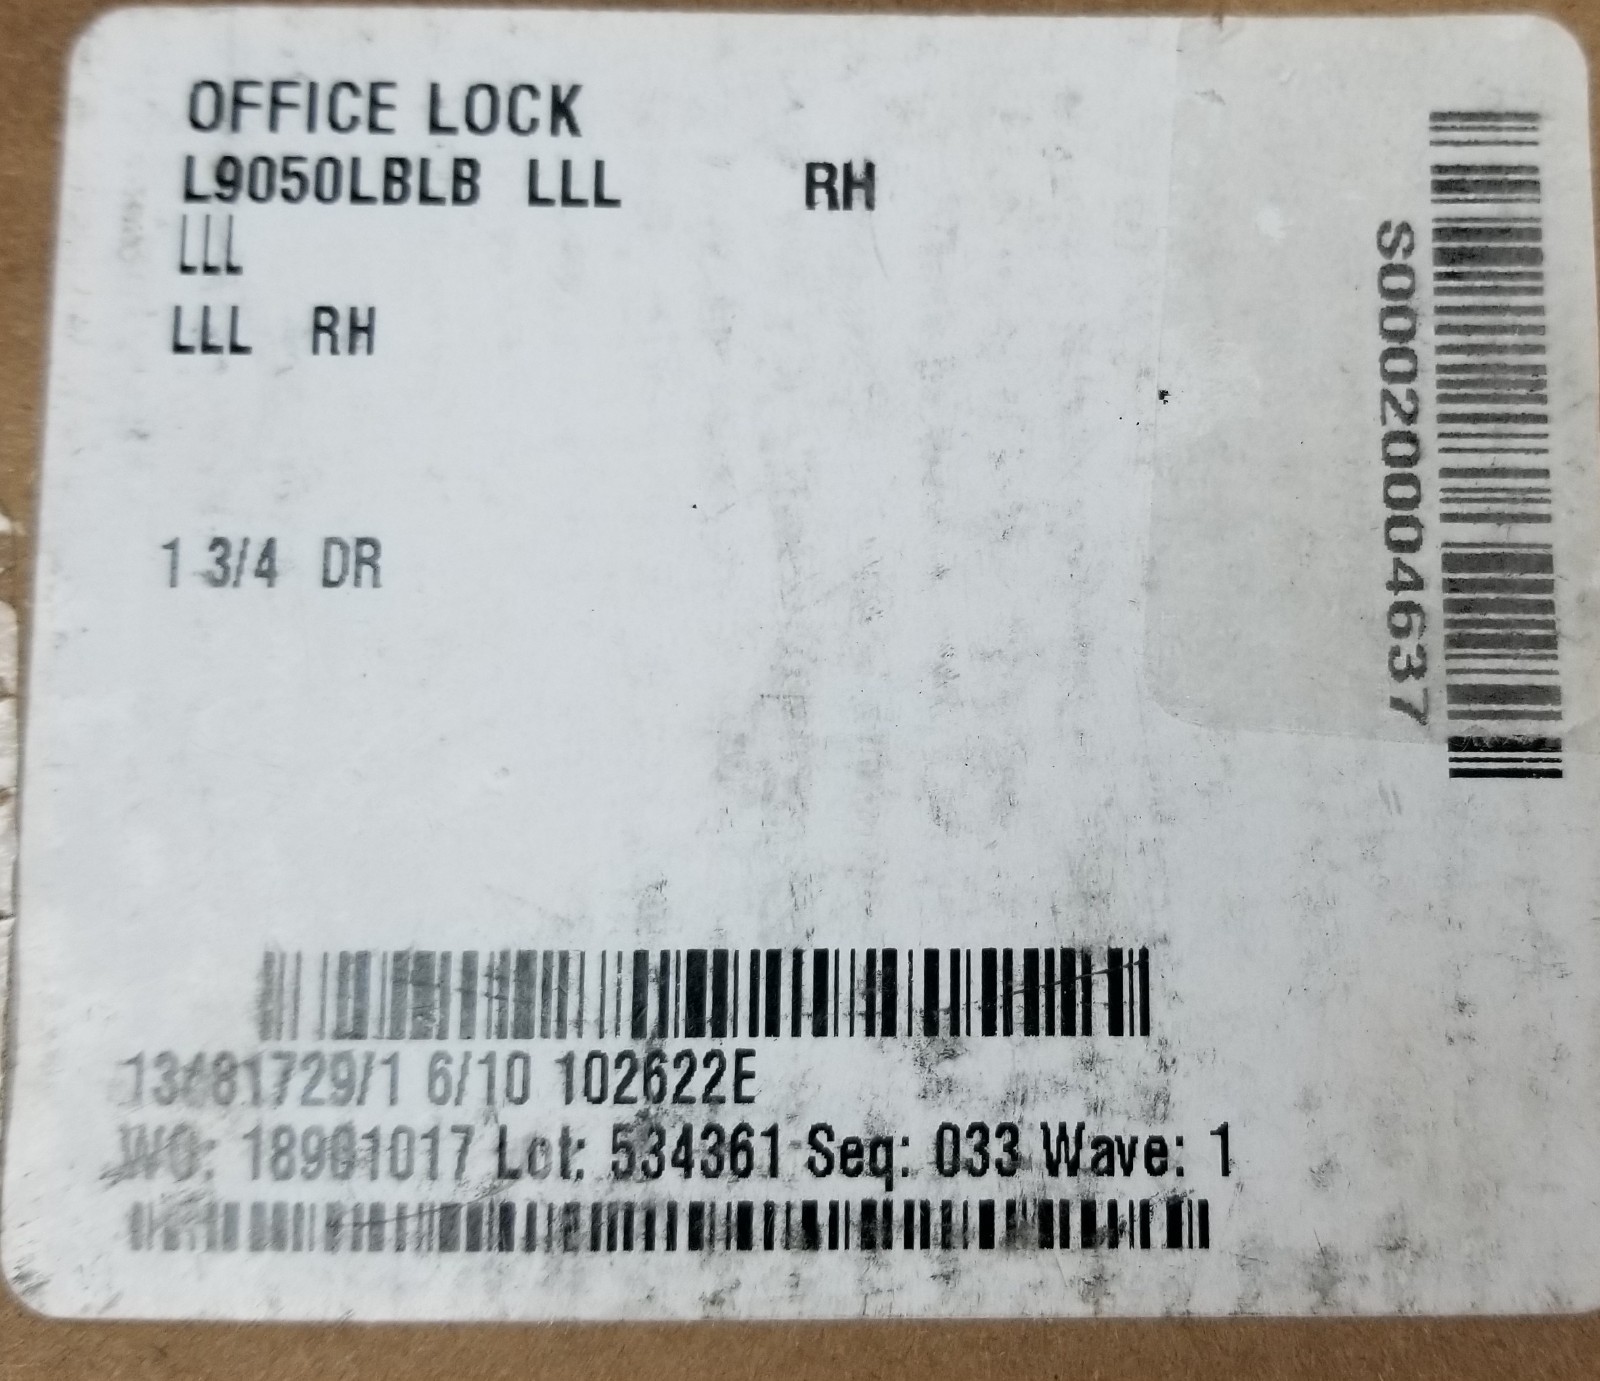 OFFICE LOCK
L9050LBLB LLL RH
LLL
LLL RH
1 3/4 DR
S0002000004637
6/10 102622E
Lot: 534361 Seq: 033 Wave: 1